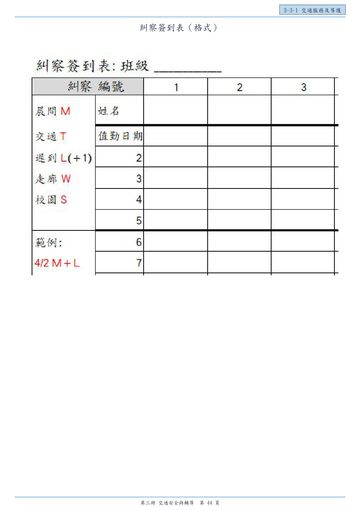 3-3-1 交通服務及導護
糾察簽到表（格式）
糾察簽到表: 班級 ___________
糾察 編號 1 2 3
晨間 M 姓名
交通 T 值勤日期
遲到 L(+1) 2
走廊 W 3
校園 S 4
5
範例: 6
4/2 M + L 7
第三冊 交通安全與輔導 第 44 頁